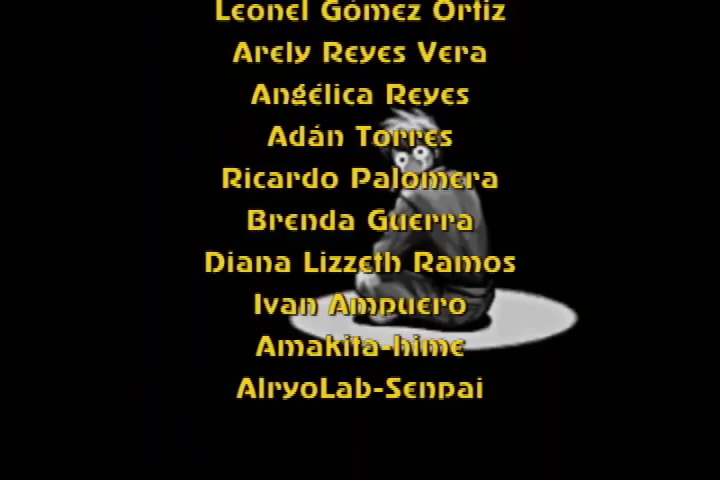 Leonel Gómez Ortiz
Arely Reyes Vera
Angélica Reyes
Adán Torres
Ricardo Palomera
Brenda Guerra
Diana Lizzeth Ramos
Ivan Ampuero
Amakita-hime
AlryoLab-Senpai